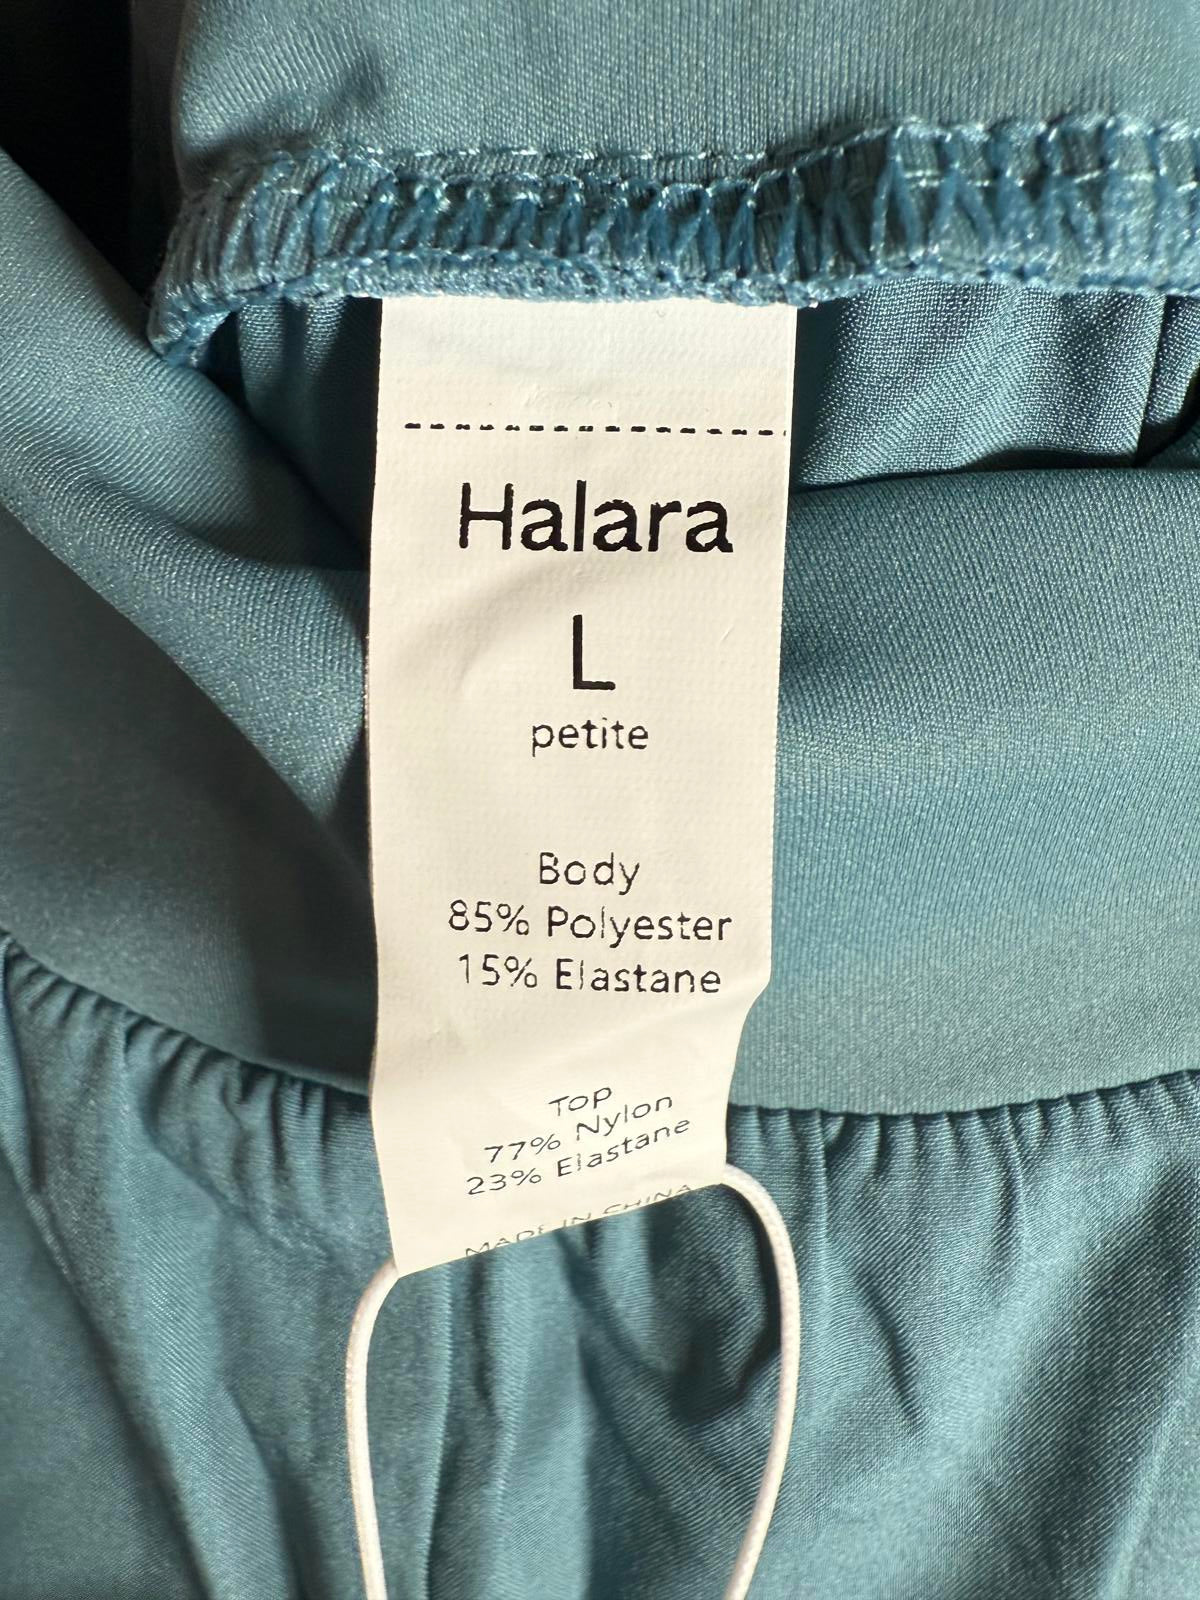 Halara
L
petite
Body
85% Polyester
15% Elastane
TOP
77% Nylon
23% Elastane
MADE IN CHINA